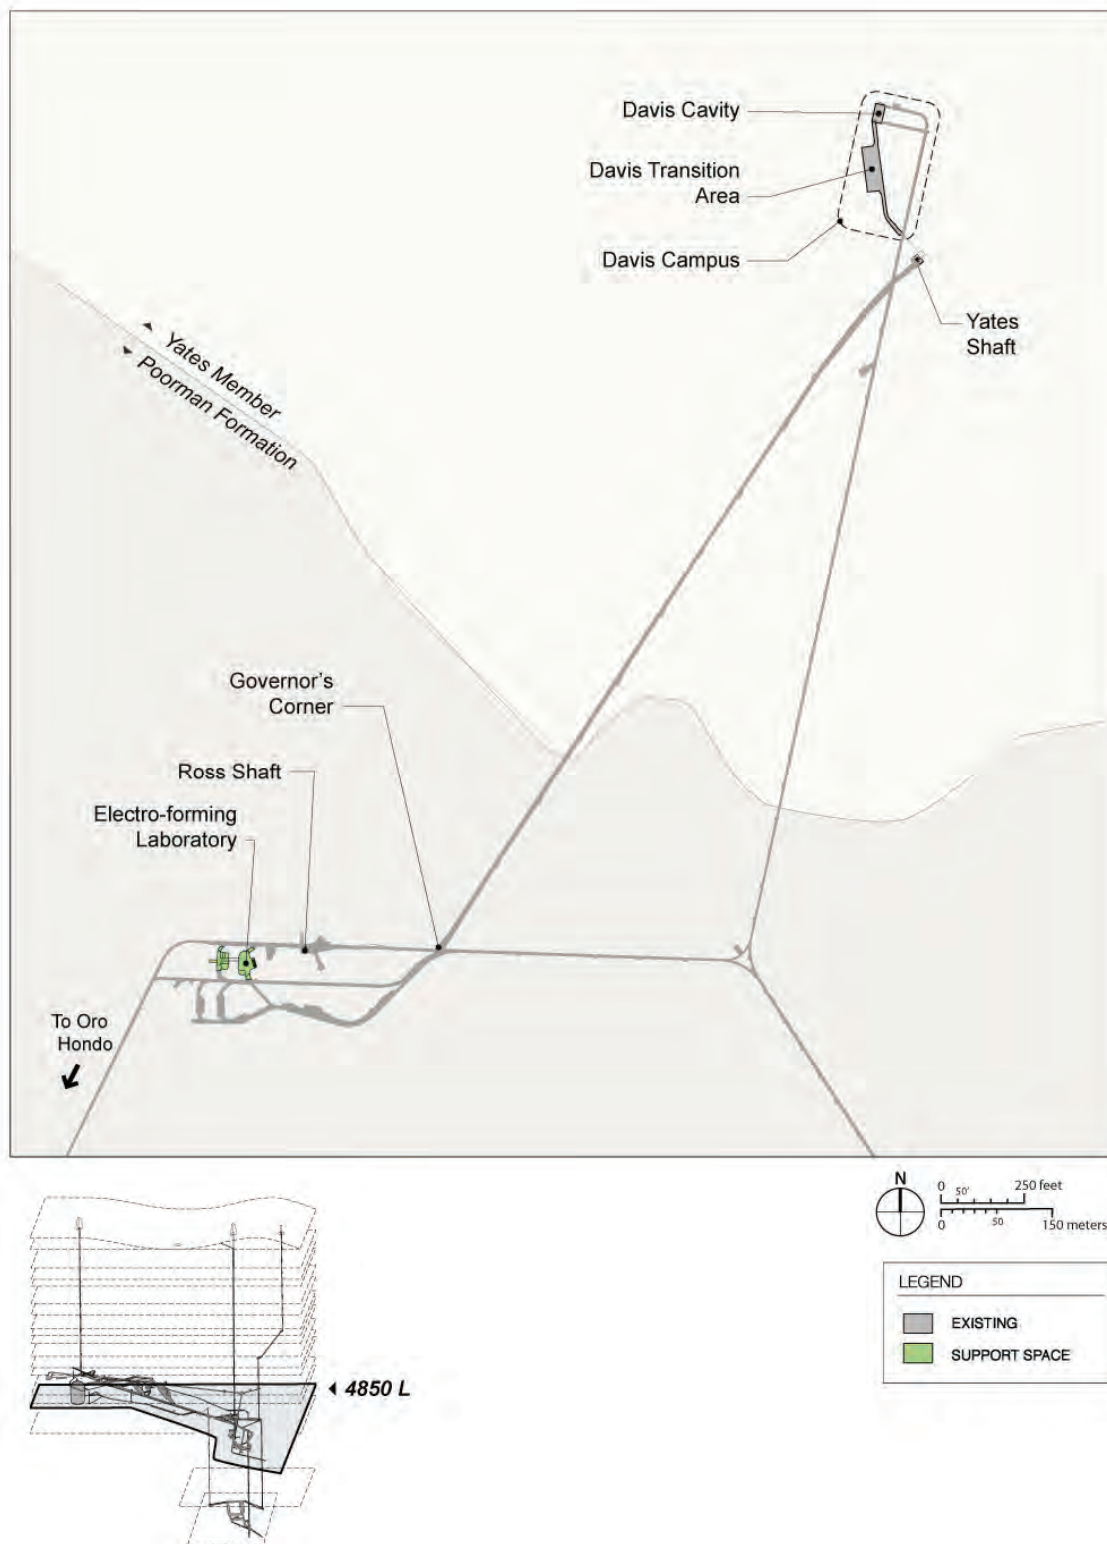 Davis Cavity
Davis Transition
Area
Davis Campus
Yates
Shaft
Yates Member
Poorman Formation
Governor's
Corner
Ross Shaft
Electro-forming
Laboratory
To Oro
Hondo
N
0 50' 250 feet
0 50 150 meters
LEGEND
EXISTING
SUPPORT SPACE
4850 L